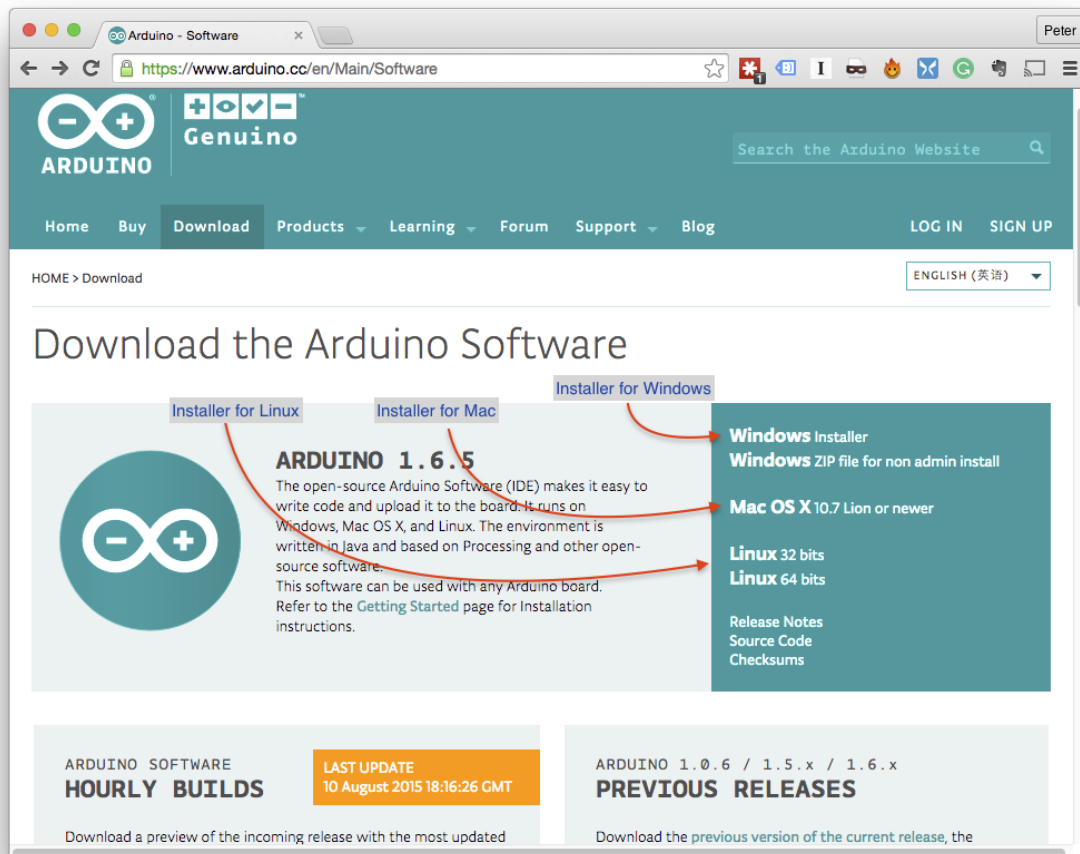 Arduino - Software
Peter
https://www.arduino.cc/en/Main/Software
1
ARDUINO
Genuino
Search the Arduino Website
Home Buy Download Products Learning Forum Support Blog LOG IN SIGN UP
HOME > Download
ENGLISH (英语)
Download the Arduino Software
Installer for Windows
Installer for Linux
Installer for Mac
ARDUINO 1.6.5
The open-source Arduino Software (IDE) makes it easy to
write code and upload it to the board. It runs on
Windows, Mac OS X, and Linux. The environment is
written in Java and based on Processing and other open-
source software.
This software can be used with any Arduino board.
Refer to the Getting Started page for Installation
instructions.
Windows Installer
Windows ZIP file for non admin install
Mac OS X 10.7 Lion or newer
Linux 32 bits
Linux 64 bits
Release Notes
Source Code
Checksums
ARDUINO SOFTWARE
HOURLY BUILDS
LAST UPDATE
10 August 2015 18:16:26 GMT
Download a preview of the incoming release with the most updated
ARDUINO 1.0.6 / 1.5.x / 1.6.x
PREVIOUS RELEASES
Download the previous version of the current release, the